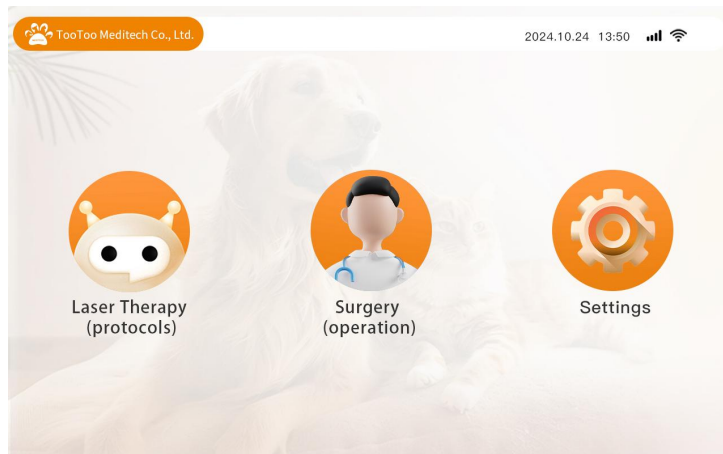 TooToo Meditech Co., Ltd.
2024.10.24 13:50
Laser Therapy
(protocols)
Surgery
(operation)
Settings